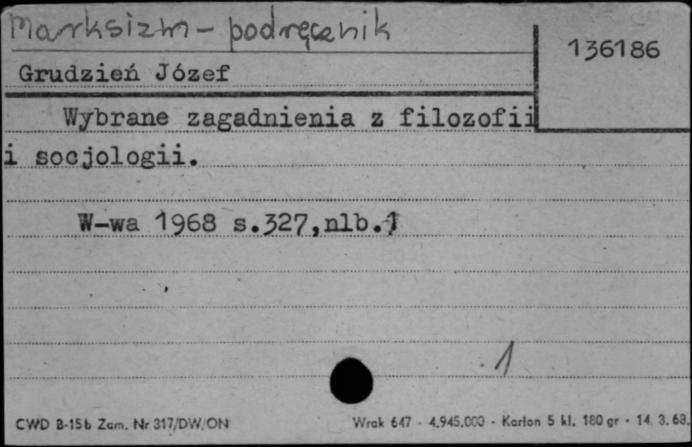 Marksizm - podręcznik
136186
Grudzień Józef
Wybrane zagadnienia z filozofii
i socjologii.
W-wa 1968 s.327,nlb.1
1
CWD B-15b Zam. Nr 317/DW/ON Wrak 647 - 4.945.000 - Karton 5 kl. 180 gr - 14. 3. 68.